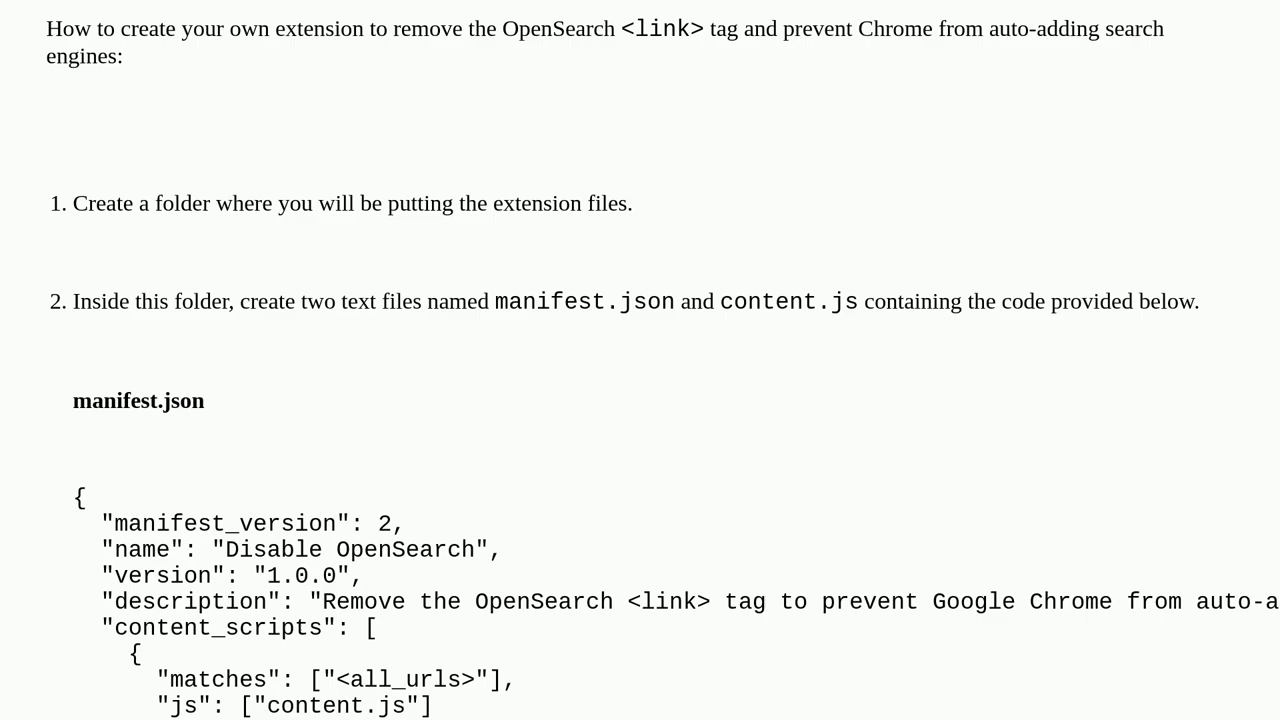 How to create your own extension to remove the OpenSearch <link> tag and prevent Chrome from auto-adding search
engines:
1. Create a folder where you will be putting the extension files.
2. Inside this folder, create two text files named manifest.json and content.js containing the code provided below.
manifest.json
{
  "manifest_version": 2,
  "name": "Disable OpenSearch",
  "version": "1.0.0",
  "description": "Remove the OpenSearch <link> tag to prevent Google Chrome from auto-a
  "content_scripts": [
    {
      "matches": ["<all_urls>"],
      "js": ["content.js"]